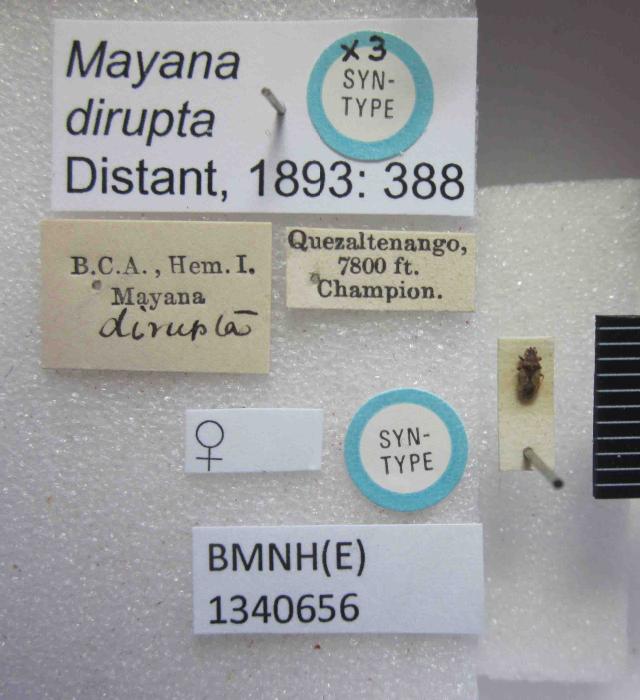 Mayana
dirupta
Distant, 1893: 388
x3
SYN-
TYPE
B.C.A., Hem. I.
Mayana
dirupta
Quezaltenango,
7800 ft.
Champion.
♀
SYN-
TYPE
BMNH(E)
1340656